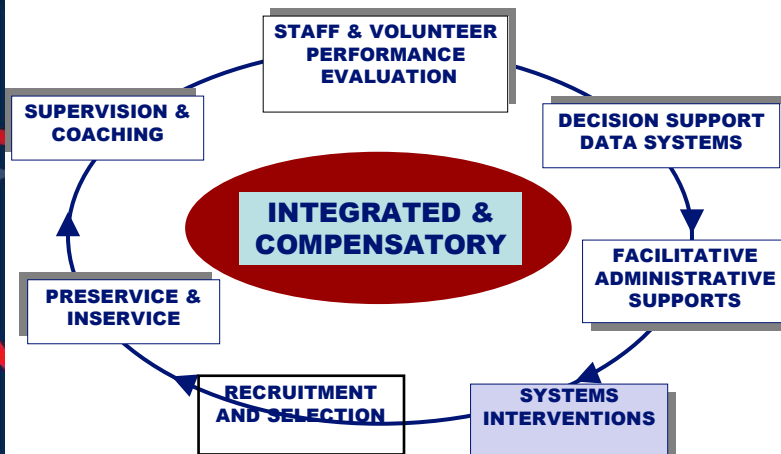 STAFF & VOLUNTEER
PERFORMANCE
EVALUATION
SUPERVISION &
COACHING
DECISION SUPPORT
DATA SYSTEMS
INTEGRATED &
COMPENSATORY
FACILITATIVE
ADMINISTRATIVE
SUPPORTS
PRESERVICE &
INSERVICE
RECRUITMENT
AND SELECTION
SYSTEMS
INTERVENTIONS